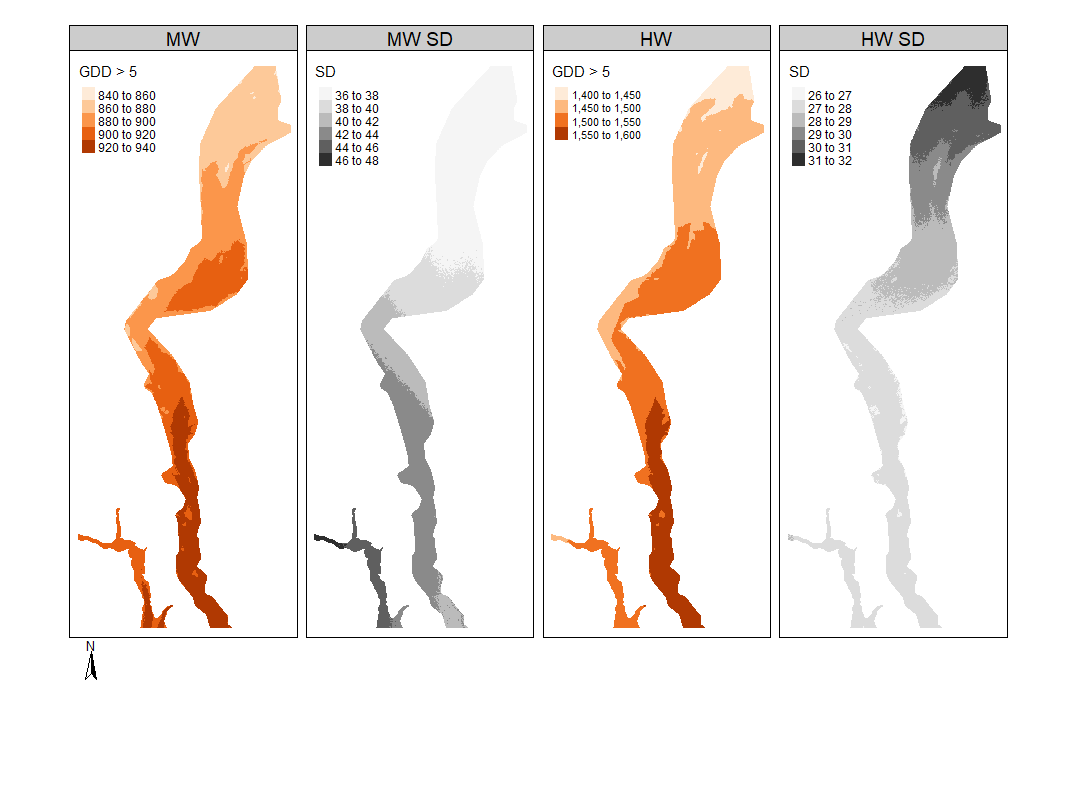 MW
GDD > 5
840 to 860
860 to 880
880 to 900
900 to 920
920 to 940
MW SD
SD
36 to 38
38 to 40
40 to 42
42 to 44
44 to 46
46 to 48
HW
GDD > 5
1,400 to 1,450
1,450 to 1,500
1,500 to 1,550
1,550 to 1,600
HW SD
SD
26 to 27
27 to 28
28 to 29
29 to 30
30 to 31
31 to 32
N